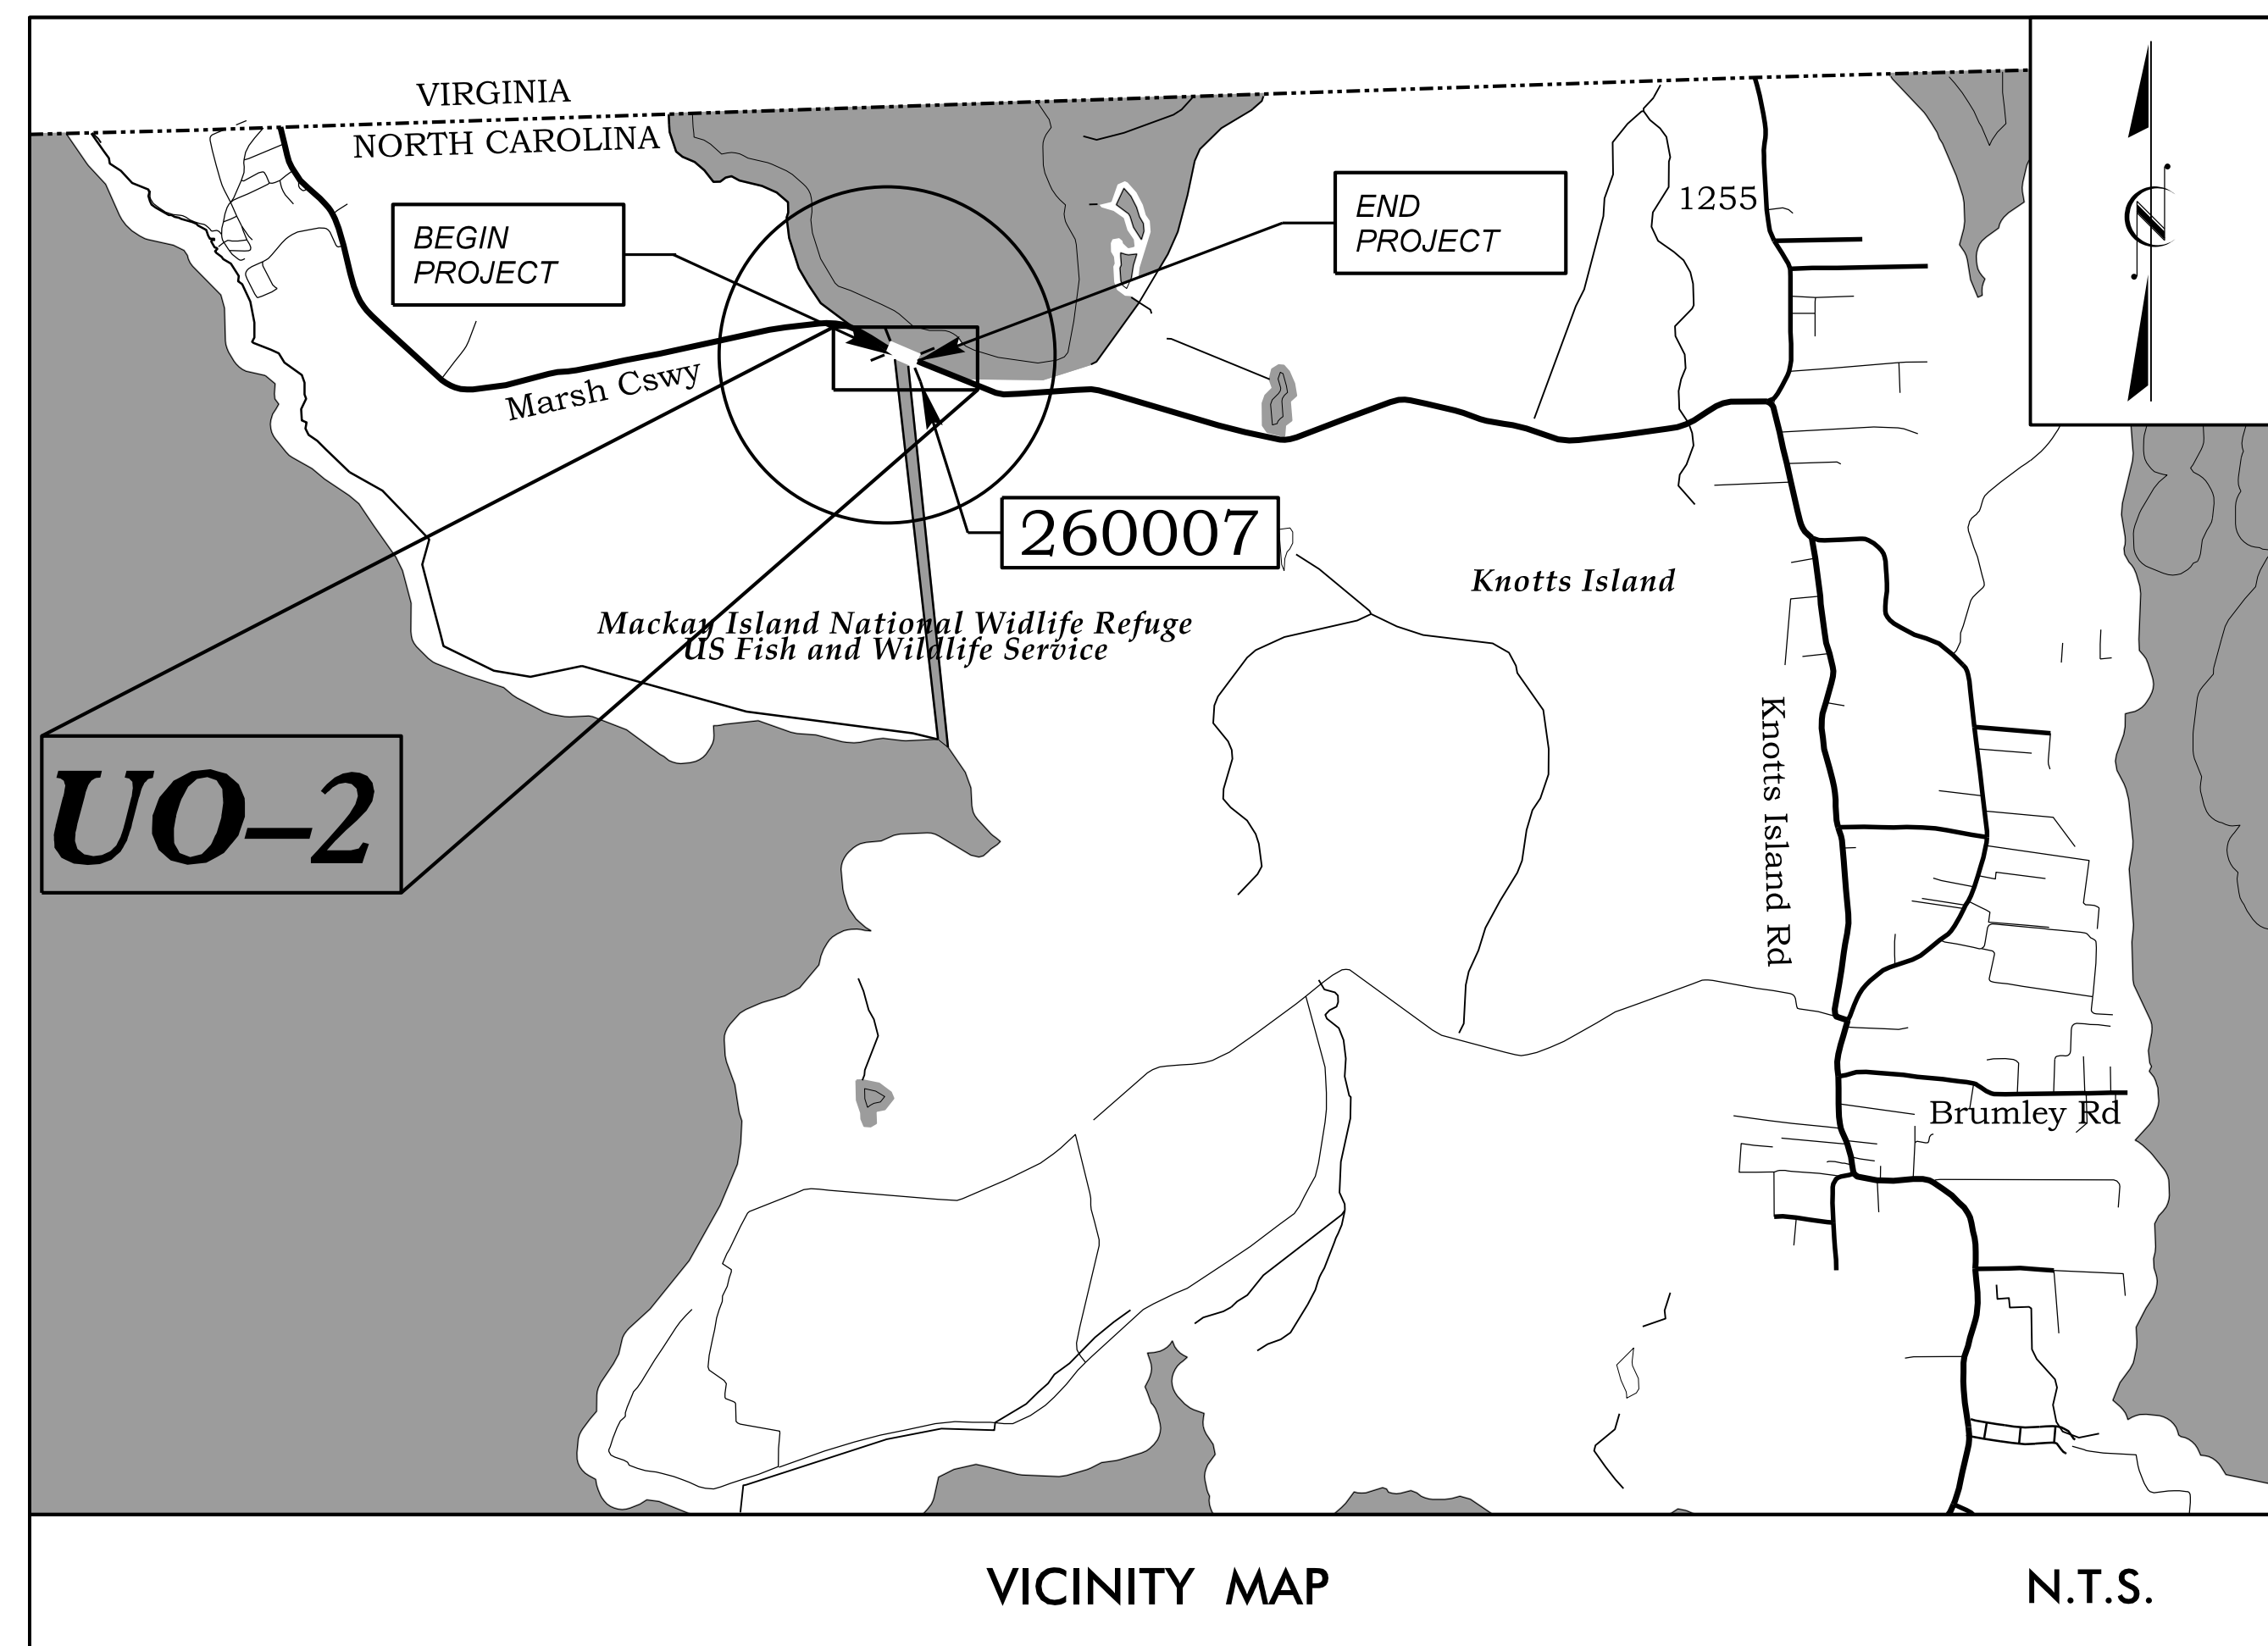 VIRGINIA
NORTH CAROLINA
BEGIN
PROJECT
END
PROJECT
1255
N
Marsh Cswy
260007
Knotts Island
Mackay Island National Widlife Refuge
US Fish and Wildlife Service
Knotts Island Rd
UO–2
Brumley Rd
VICINITY MAP
N.T.S.